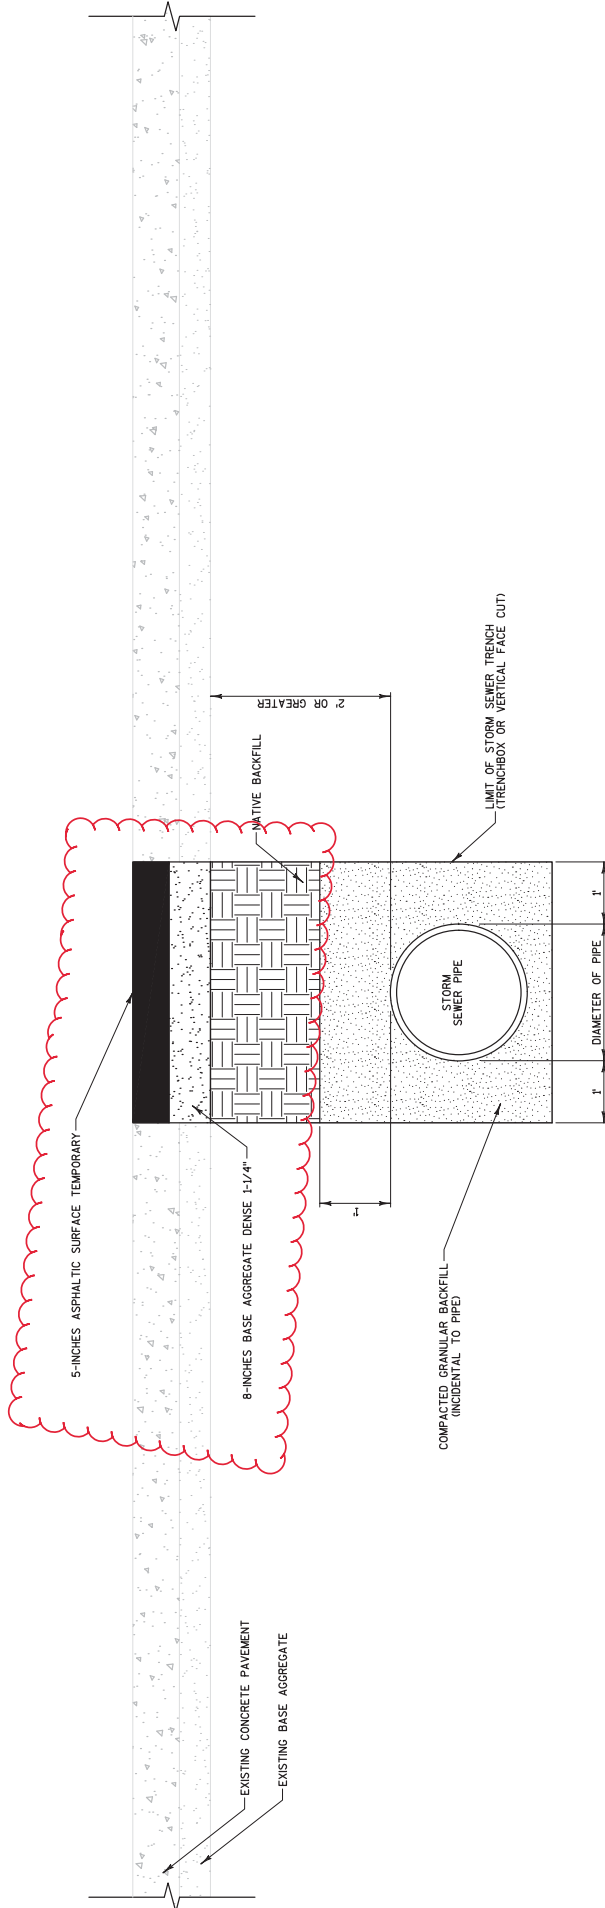 5-INCHES ASPHALTIC SURFACE TEMPORARY
8-INCHES BASE AGGREGATE DENSE 1-1/4"
NATIVE BACKFILL
2' OR GREATER
1'
EXISTING CONCRETE PAVEMENT
EXISTING BASE AGGREGATE
COMPACTED GRANULAR BACKFILL
(INCIDENTAL TO PIPE)
STORM
SEWER PIPE
LIMIT OF STORM SEWER TRENCH
(TRENCHBOX OR VERTICAL FACE CUT)
1'
DIAMETER OF PIPE
1'